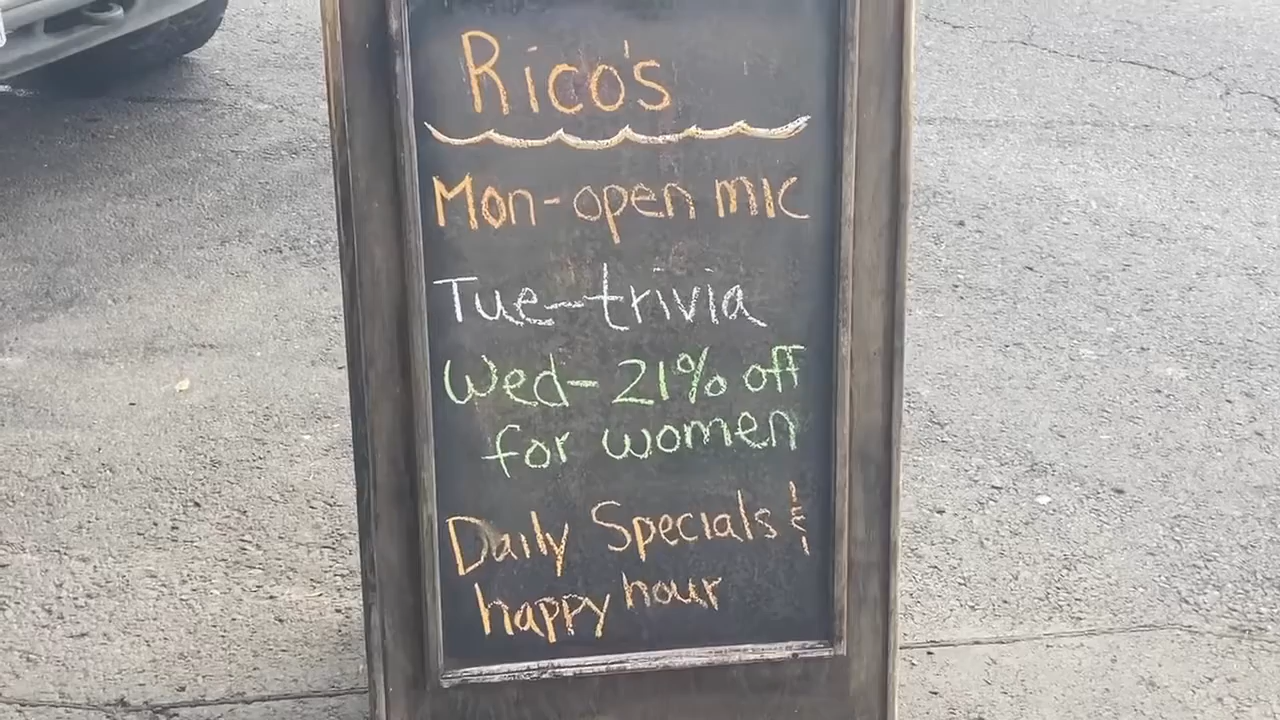 Rico's
Mon-open mic
Tue-trivia
Wed-21% off
for women
Daily Specials &
happy hour